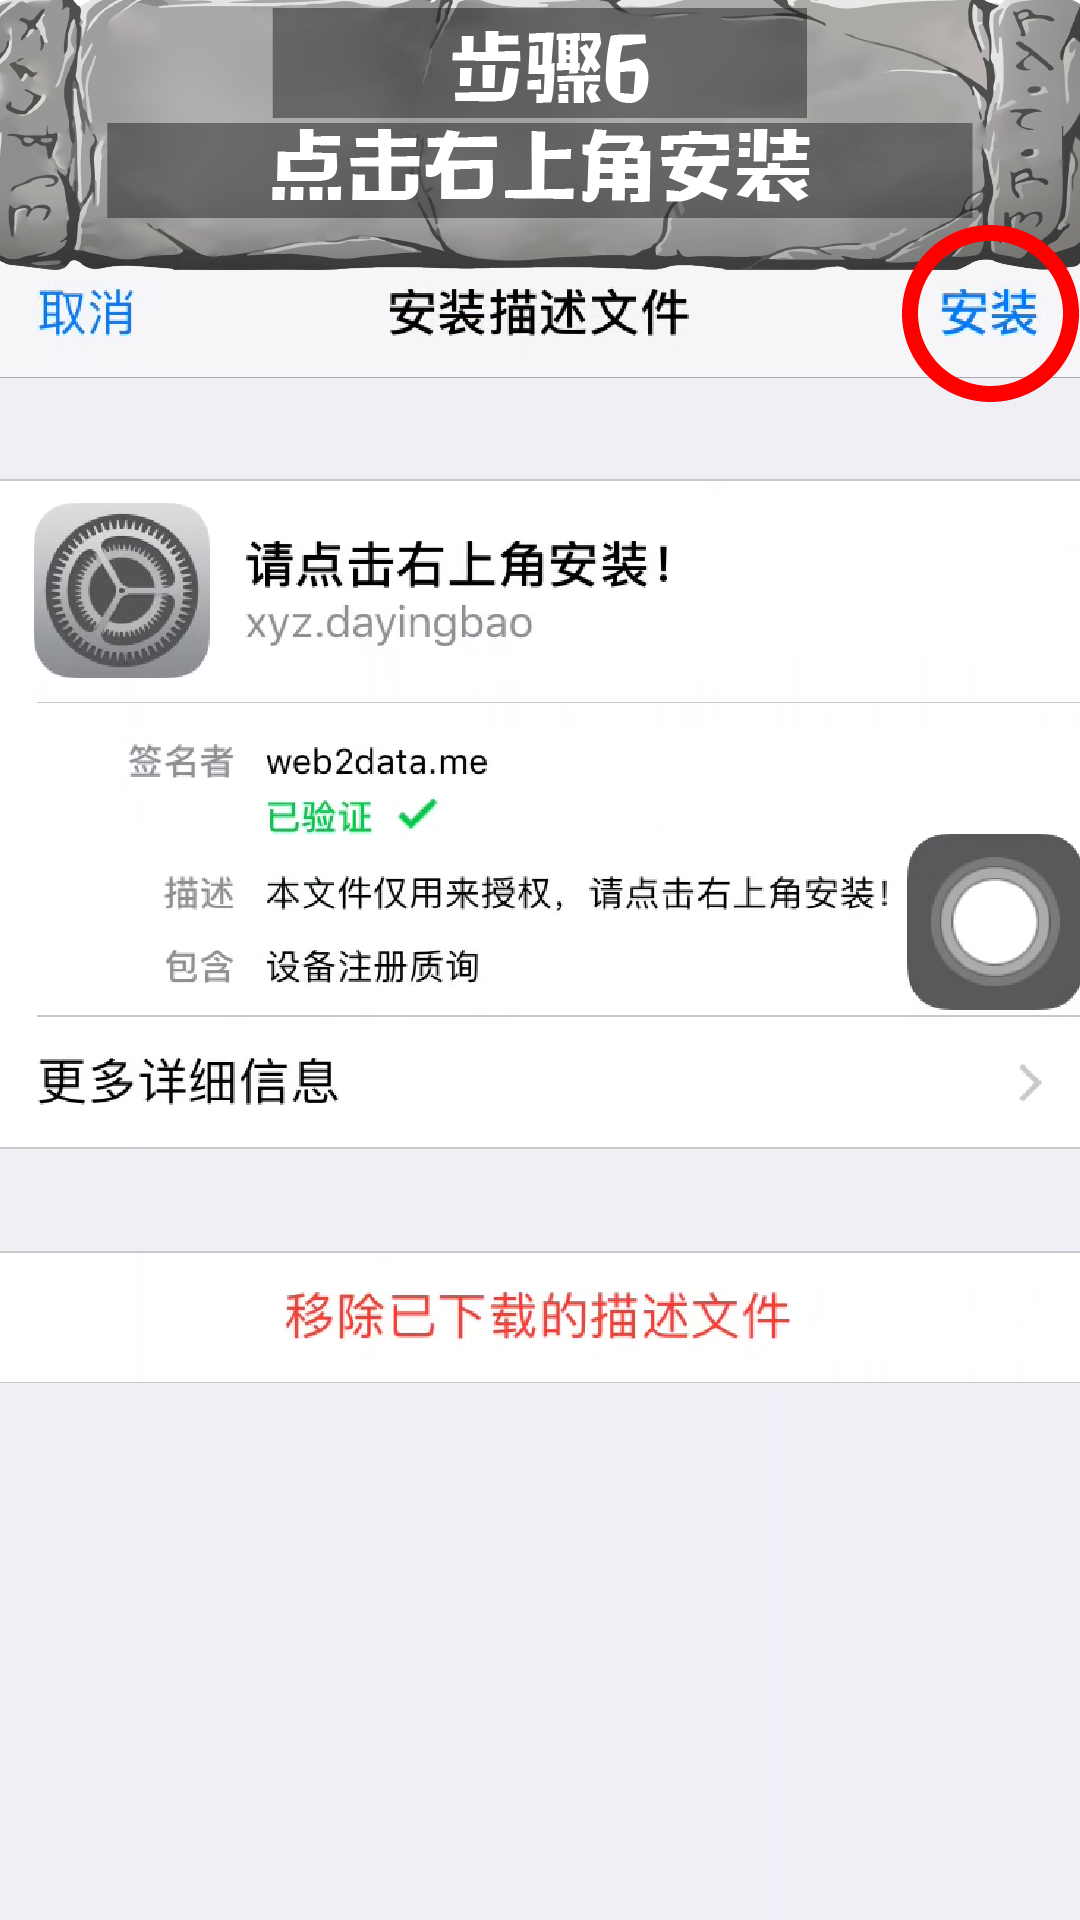 步骤6
点击右上角安装
取消
安装描述文件
安装
请点击右上角安装！
xyz.dayingbao
签名者 web2data.me
已验证
描述 本文件仅用来授权，请点击右上角安装！
包含 设备注册质询
更多详细信息
移除已下载的描述文件